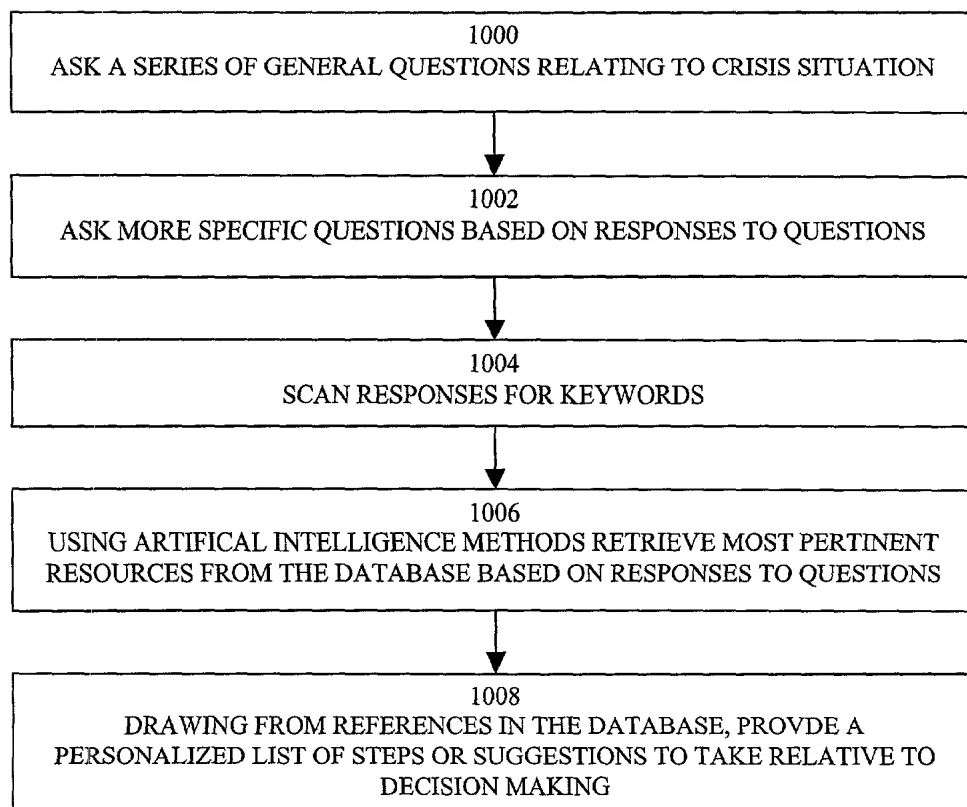 1000
ASK A SERIES OF GENERAL QUESTIONS RELATING TO CRISIS SITUATION
1002
ASK MORE SPECIFIC QUESTIONS BASED ON RESPONSES TO QUESTIONS
1004
SCAN RESPONSES FOR KEYWORDS
1006
USING ARTIFICAL INTELLIGENCE METHODS RETRIEVE MOST PERTINENT
RESOURCES FROM THE DATABASE BASED ON RESPONSES TO QUESTIONS
1008
DRAWING FROM REFERENCES IN THE DATABASE, PROVDE A
PERSONALIZED LIST OF STEPS OR SUGGESTIONS TO TAKE RELATIVE TO
DECISION MAKING